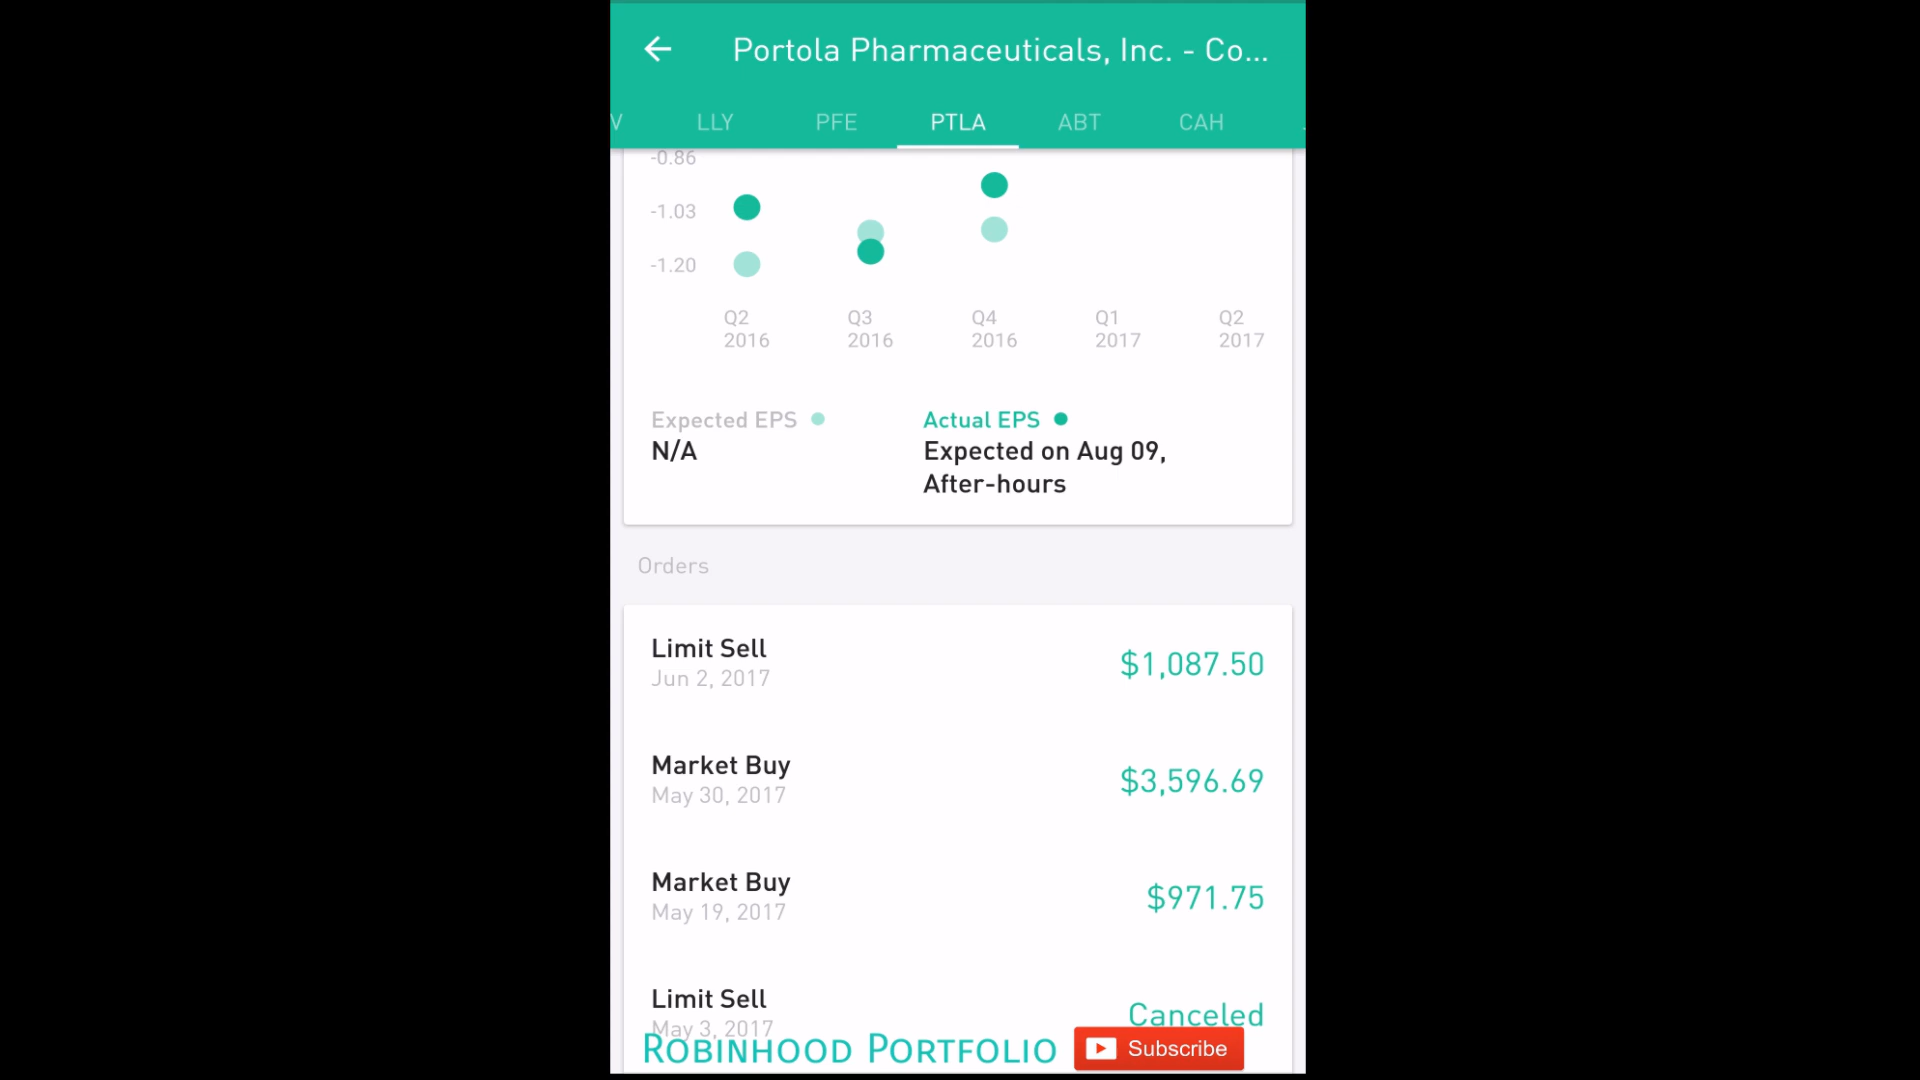 Portola Pharmaceuticals, Inc. - Co...
V LLY PFE PTLA ABT CAH
-0.86
-1.03
-1.20
Q2 Q3 Q4 Q1 Q2
2016 2016 2016 2017 2017
Expected EPS Actual EPS
N/A Expected on Aug 09,
After-hours
Orders
Limit Sell
$1,087.50
Jun 2, 2017
Market Buy
$3,596.69
May 30, 2017
Market Buy
$971.75
May 19, 2017
Limit Sell
Canceled
May 3, 2017
ROBINHOOD PORTFOLIO Subscribe